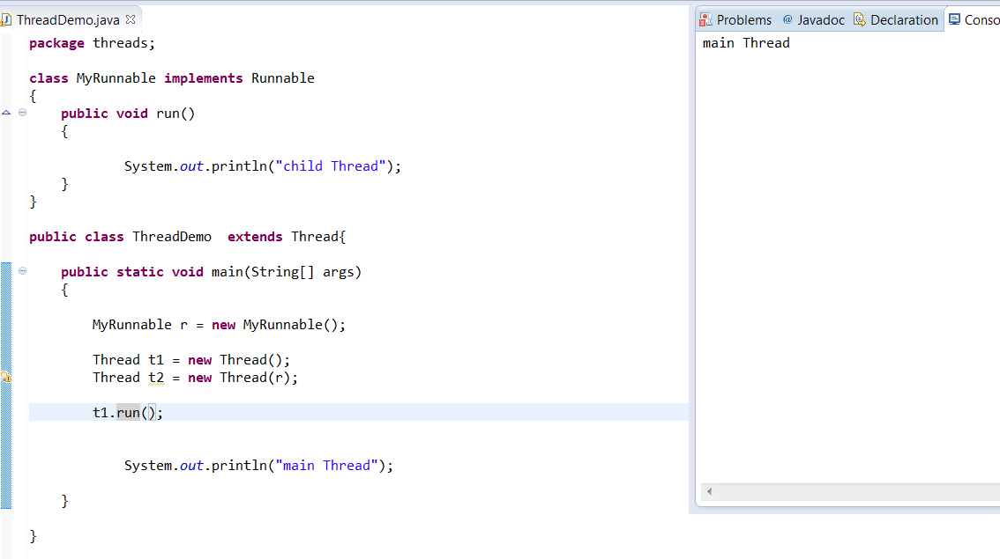 ThreadDemo.java
package threads;
class MyRunnable implements Runnable
{
public void run()
{
System.out.println("child Thread");
}
}
public class ThreadDemo  extends Thread{
public static void main(String[] args)
{
MyRunnable r = new MyRunnable();
Thread t1 = new Thread();
Thread t2 = new Thread(r);
t1.run();
System.out.println("main Thread");
}
}
Problems @ Javadoc Declaration Conso
main Thread